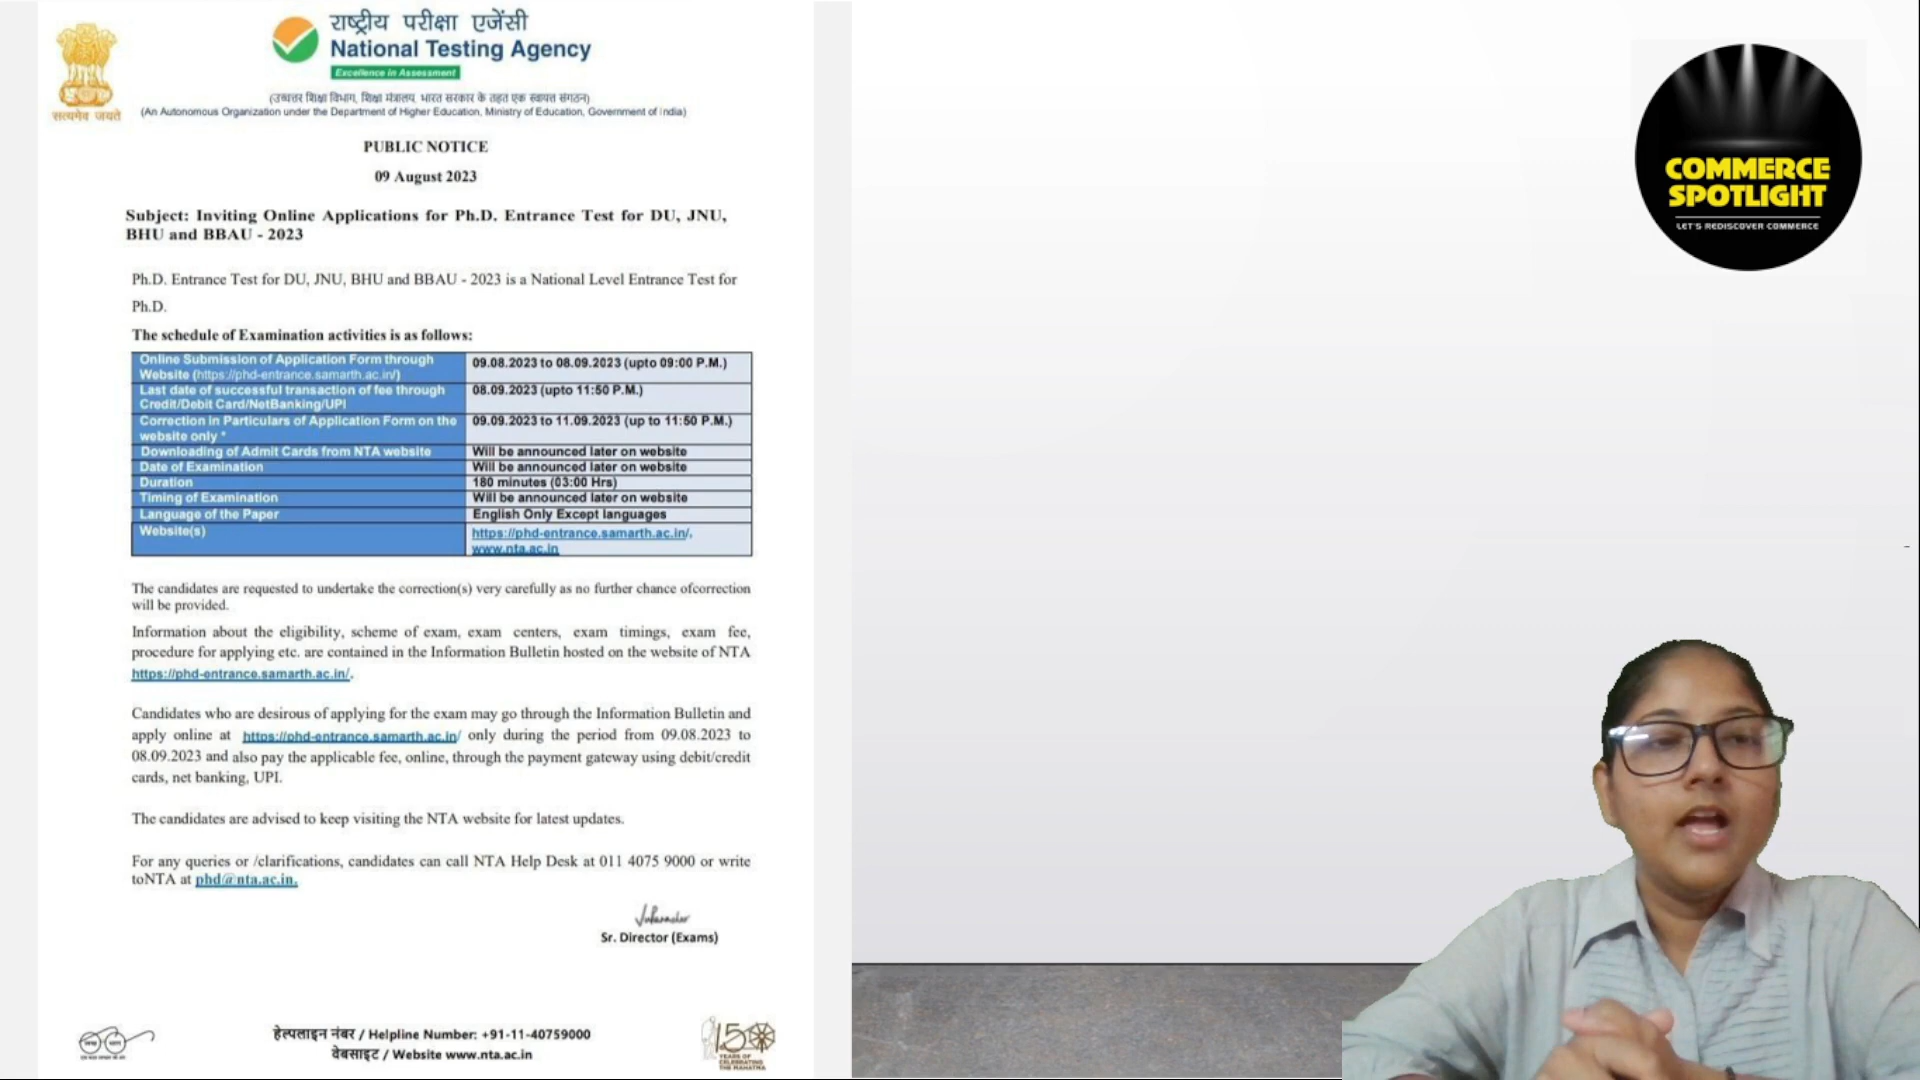 राष्ट्रीय परीक्षा एजेंसी
National Testing Agency
Excellence in Assessment
(उच्चतर शिक्षा विभाग, शिक्षा मंत्रालय, भारत सरकार के तहत एक स्वायत्त संगठन)
(An Autonomous Organization under the Department of Higher Education, Ministry of Education, Government of India)
सत्यमेव जयते
PUBLIC NOTICE
09 August 2023
Subject: Inviting Online Applications for Ph.D. Entrance Test for DU, JNU,
BHU and BBAU - 2023
Ph.D. Entrance Test for DU, JNU, BHU and BBAU - 2023 is a National Level Entrance Test for
Ph.D.
The schedule of Examination activities is as follows:
Online Submission of Application Form through
Website (https://phd-entrance.samarth.ac.in/)
09.08.2023 to 08.09.2023 (upto 09:00 P.M.)
Last date of successful transaction of fee through
Credit/Debit Card/NetBanking/UPI
08.09.2023 (upto 11:50 P.M.)
Correction in Particulars of Application Form on the
website only *
09.09.2023 to 11.09.2023 (up to 11:50 P.M.)
Downloading of Admit Cards from NTA website
Will be announced later on website
Date of Examination
Will be announced later on website
Duration
180 minutes (03:00 Hrs)
Timing of Examination
Will be announced later on website
Language of the Paper
English Only Except languages
Website(s)
https://phd-entrance.samarth.ac.in/,
www.nta.ac.in
The candidates are requested to undertake the correction(s) very carefully as no further chance ofcorrection
will be provided.
Information about the eligibility, scheme of exam, exam centers, exam timings, exam fee,
procedure for applying etc. are contained in the Information Bulletin hosted on the website of NTA
https://phd-entrance.samarth.ac.in/.
Candidates who are desirous of applying for the exam may go through the Information Bulletin and
apply online at https://phd-entrance.samarth.ac.in/ only during the period from 09.08.2023 to
08.09.2023 and also pay the applicable fee, online, through the payment gateway using debit/credit
cards, net banking, UPI.
The candidates are advised to keep visiting the NTA website for latest updates.
For any queries or /clarifications, candidates can call NTA Help Desk at 011 4075 9000 or write
toNTA at phd@nta.ac.in.
Sr. Director (Exams)
हेल्पलाइन नंबर / Helpline Number: +91-11-40759000
वेबसाइट / Website www.nta.ac.in
150
YEARS OF
CELEBRATING
THE MAHATMA
COMMERCE
SPOTLIGHT
LET'S REDISCOVER COMMERCE